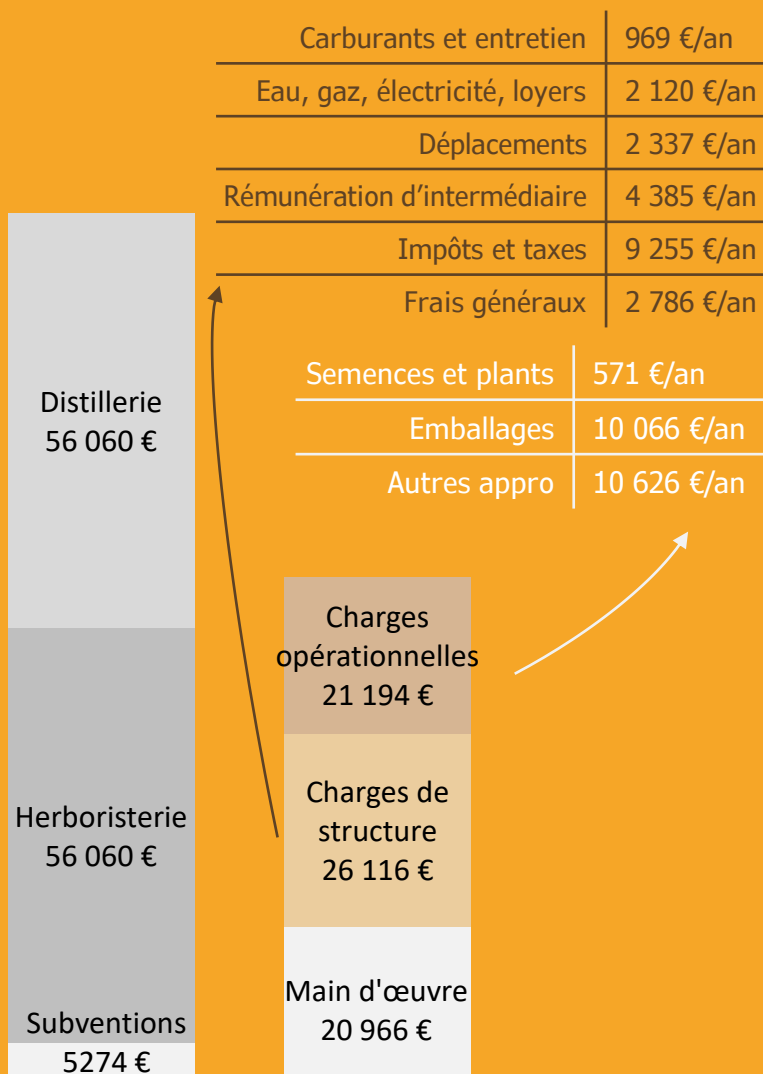 Carburants et entretien 969 €/an
Eau, gaz, électricité, loyers 2 120 €/an
Déplacements 2 337 €/an
Rémunération d’intermédiaire 4 385 €/an
Impôts et taxes 9 255 €/an
Frais généraux 2 786 €/an
Semences et plants 571 €/an
Emballages 10 066 €/an
Autres appro 10 626 €/an
Distillerie
56 060 €
Herboristerie
56 060 €
Subventions
5274 €
Charges
opérationnelles
21 194 €
Charges de
structure
26 116 €
Main d'œuvre
20 966 €